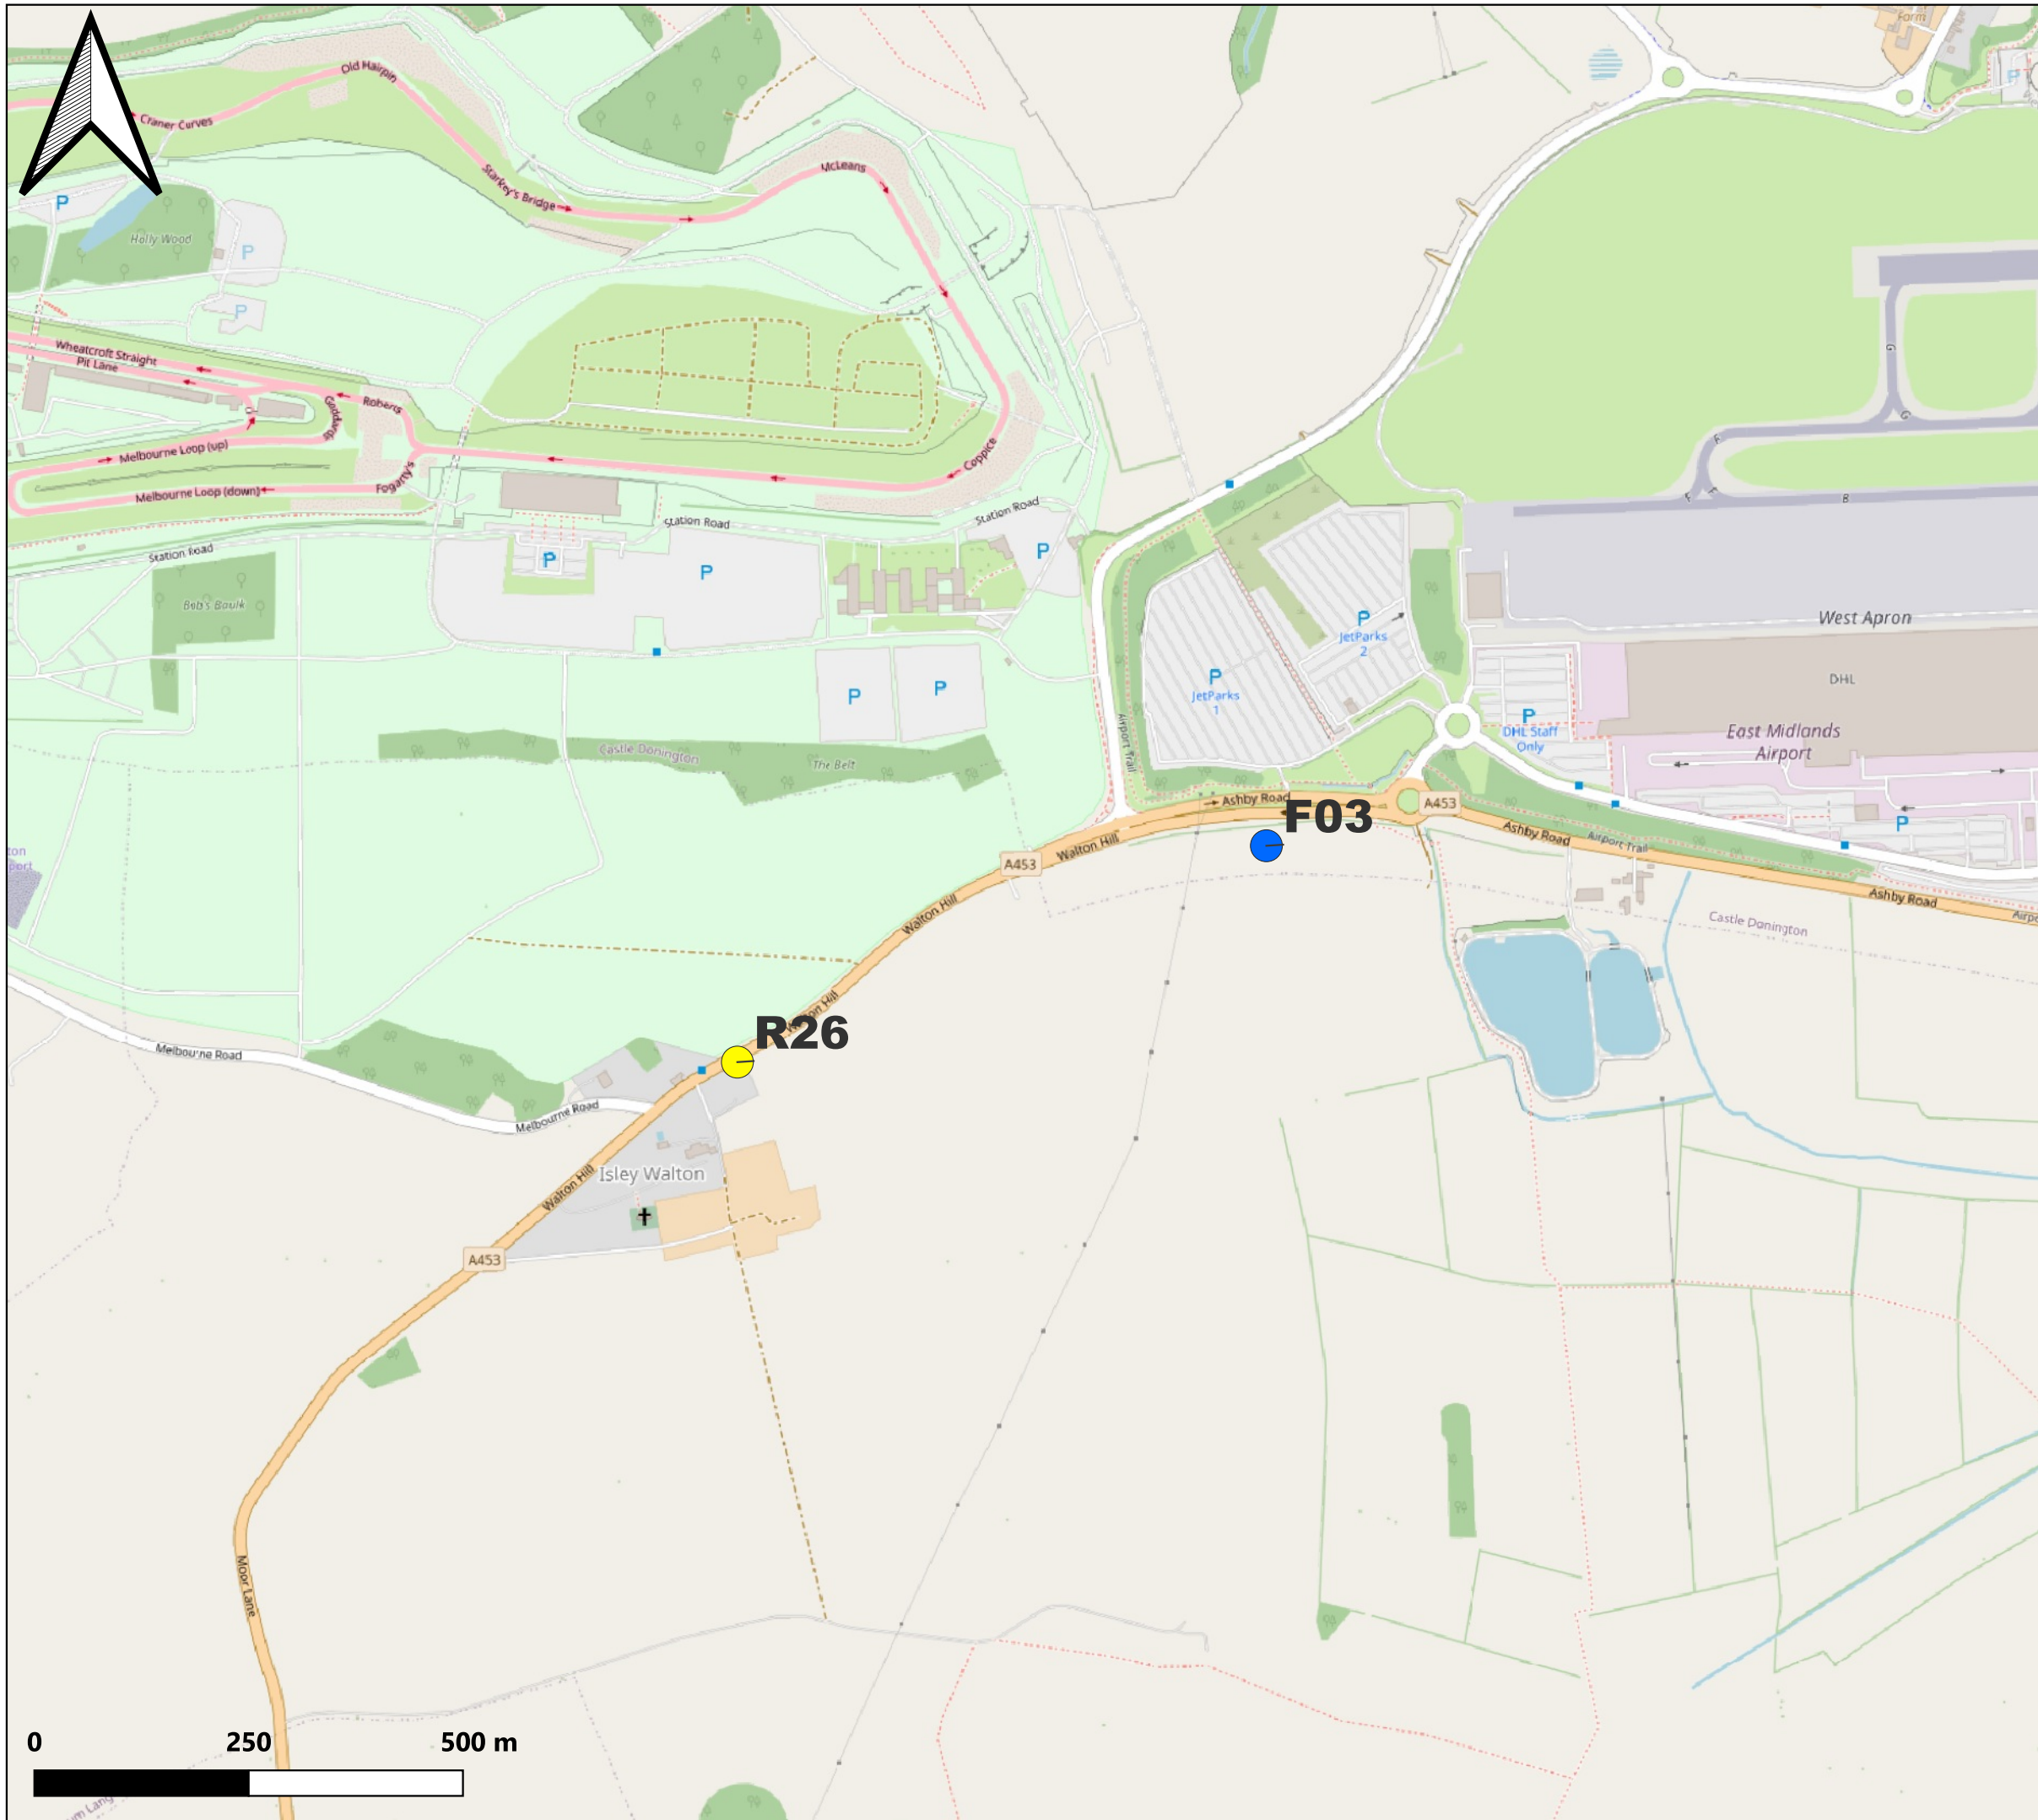 Farm
Old Hairpin
Craner Curves
P
Starkey's Bridge
McLeans
P
Holly Wood
P
P
Wheatcroft Straight
Pit Lane
G
Roberts
Goddards
G
Melbourne Loop (up)
Coppice
F
Fogarty's
Melbourne Loop (down)
F
F
B
Station Road
Station Road
Station Road
P
P
P
Bob's Baulk
West Apron
P
JetParks
2
P
JetParks
1
DHL
P
P
Airport Trail
P
DHL Staff
Only
East Midlands
Airport
Castle Donington
The Belt
Ashby Road
A453
F03
P
Ashby Road
Airport Trail
Walton Hill
A453
Ashby Road
Walton Hill
Castle Donington
Walton Hill
R26
Melbourne Road
Melbourne Road
Isley Walton
Walton Hill
A453
Moor Lane
0 250 500 m